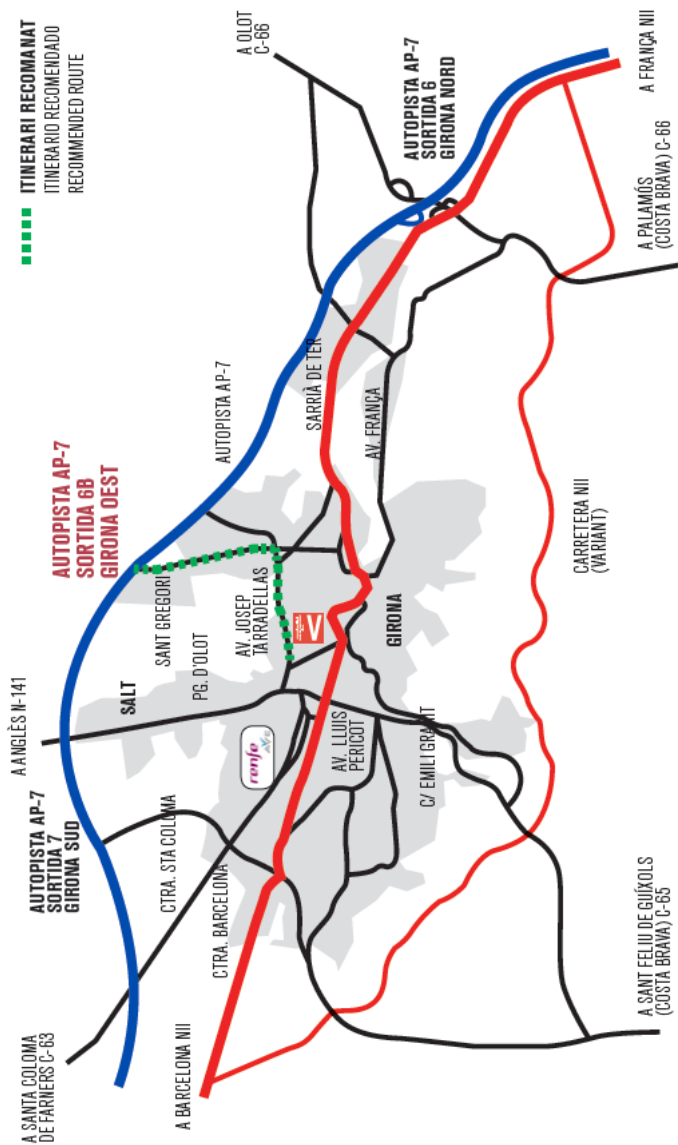 ITINERARI RECOMANAT
ITINERARIO RECOMENDADO
RECOMMENDED ROUTE
A SANTA COLOMA
DE FARNERS C-63
AUTOPISTA AP-7
SORTIDA 7
GIRONA SUD
A ANGLÈS N-141
AUTOPISTA AP-7
SORTIDA 6B
GIRONA OEST
AUTOPISTA AP-7
A OLOT
C-66
AUTOPISTA AP-7
SORTIDA 6
GIRONA NORD
SALT
SANT GREGORI
PG. D'OLOT
CTRA. STA COLOMA
AV. JOSEP
TARRADELLAS
renfe
V
CTRA. BARCELONA
SARRIÀ DE TER
A BARCELONA NII
AV. LLUIS
PERICOT
AV. FRANÇA
GIRONA
C/ EMILI GRAHIT
CARRETERA NII
(VARIANT)
A SANT FELIU DE GUÍXOLS
(COSTA BRAVA) C-65
A PALAMÓS
(COSTA BRAVA) C-66
A FRANÇA NII